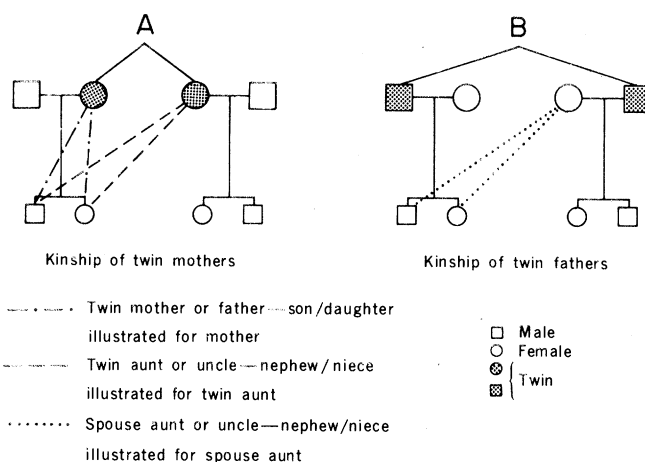 A
B
Kinship of twin mothers
Kinship of twin fathers
Twin mother or father—son/daughter
illustrated for mother
Twin aunt or uncle—nephew/niece
illustrated for twin aunt
Spouse aunt or uncle—nephew/niece
illustrated for spouse aunt
Male
Female
Twin